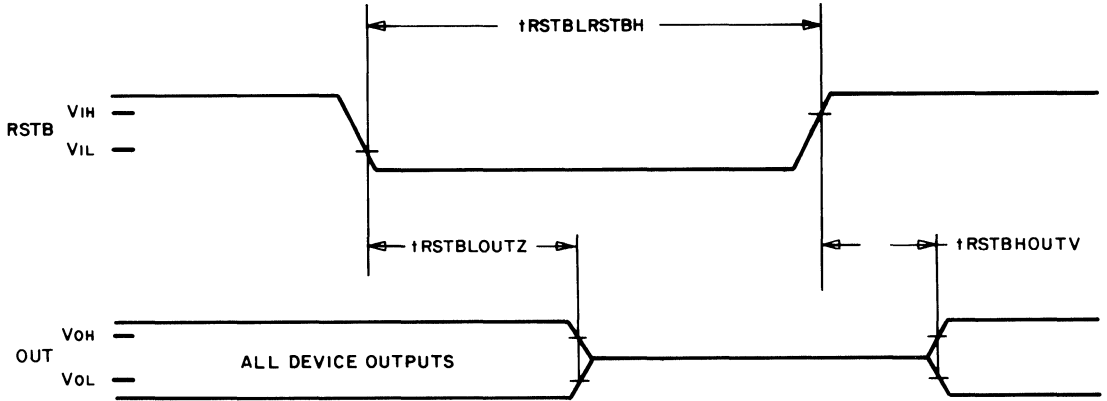 tRSTBLRSTBH
VIH
RSTB
VIL
tRSTBLOUTZ
tRSTBHOUTV
VOH
OUT
ALL DEVICE OUTPUTS
VOL